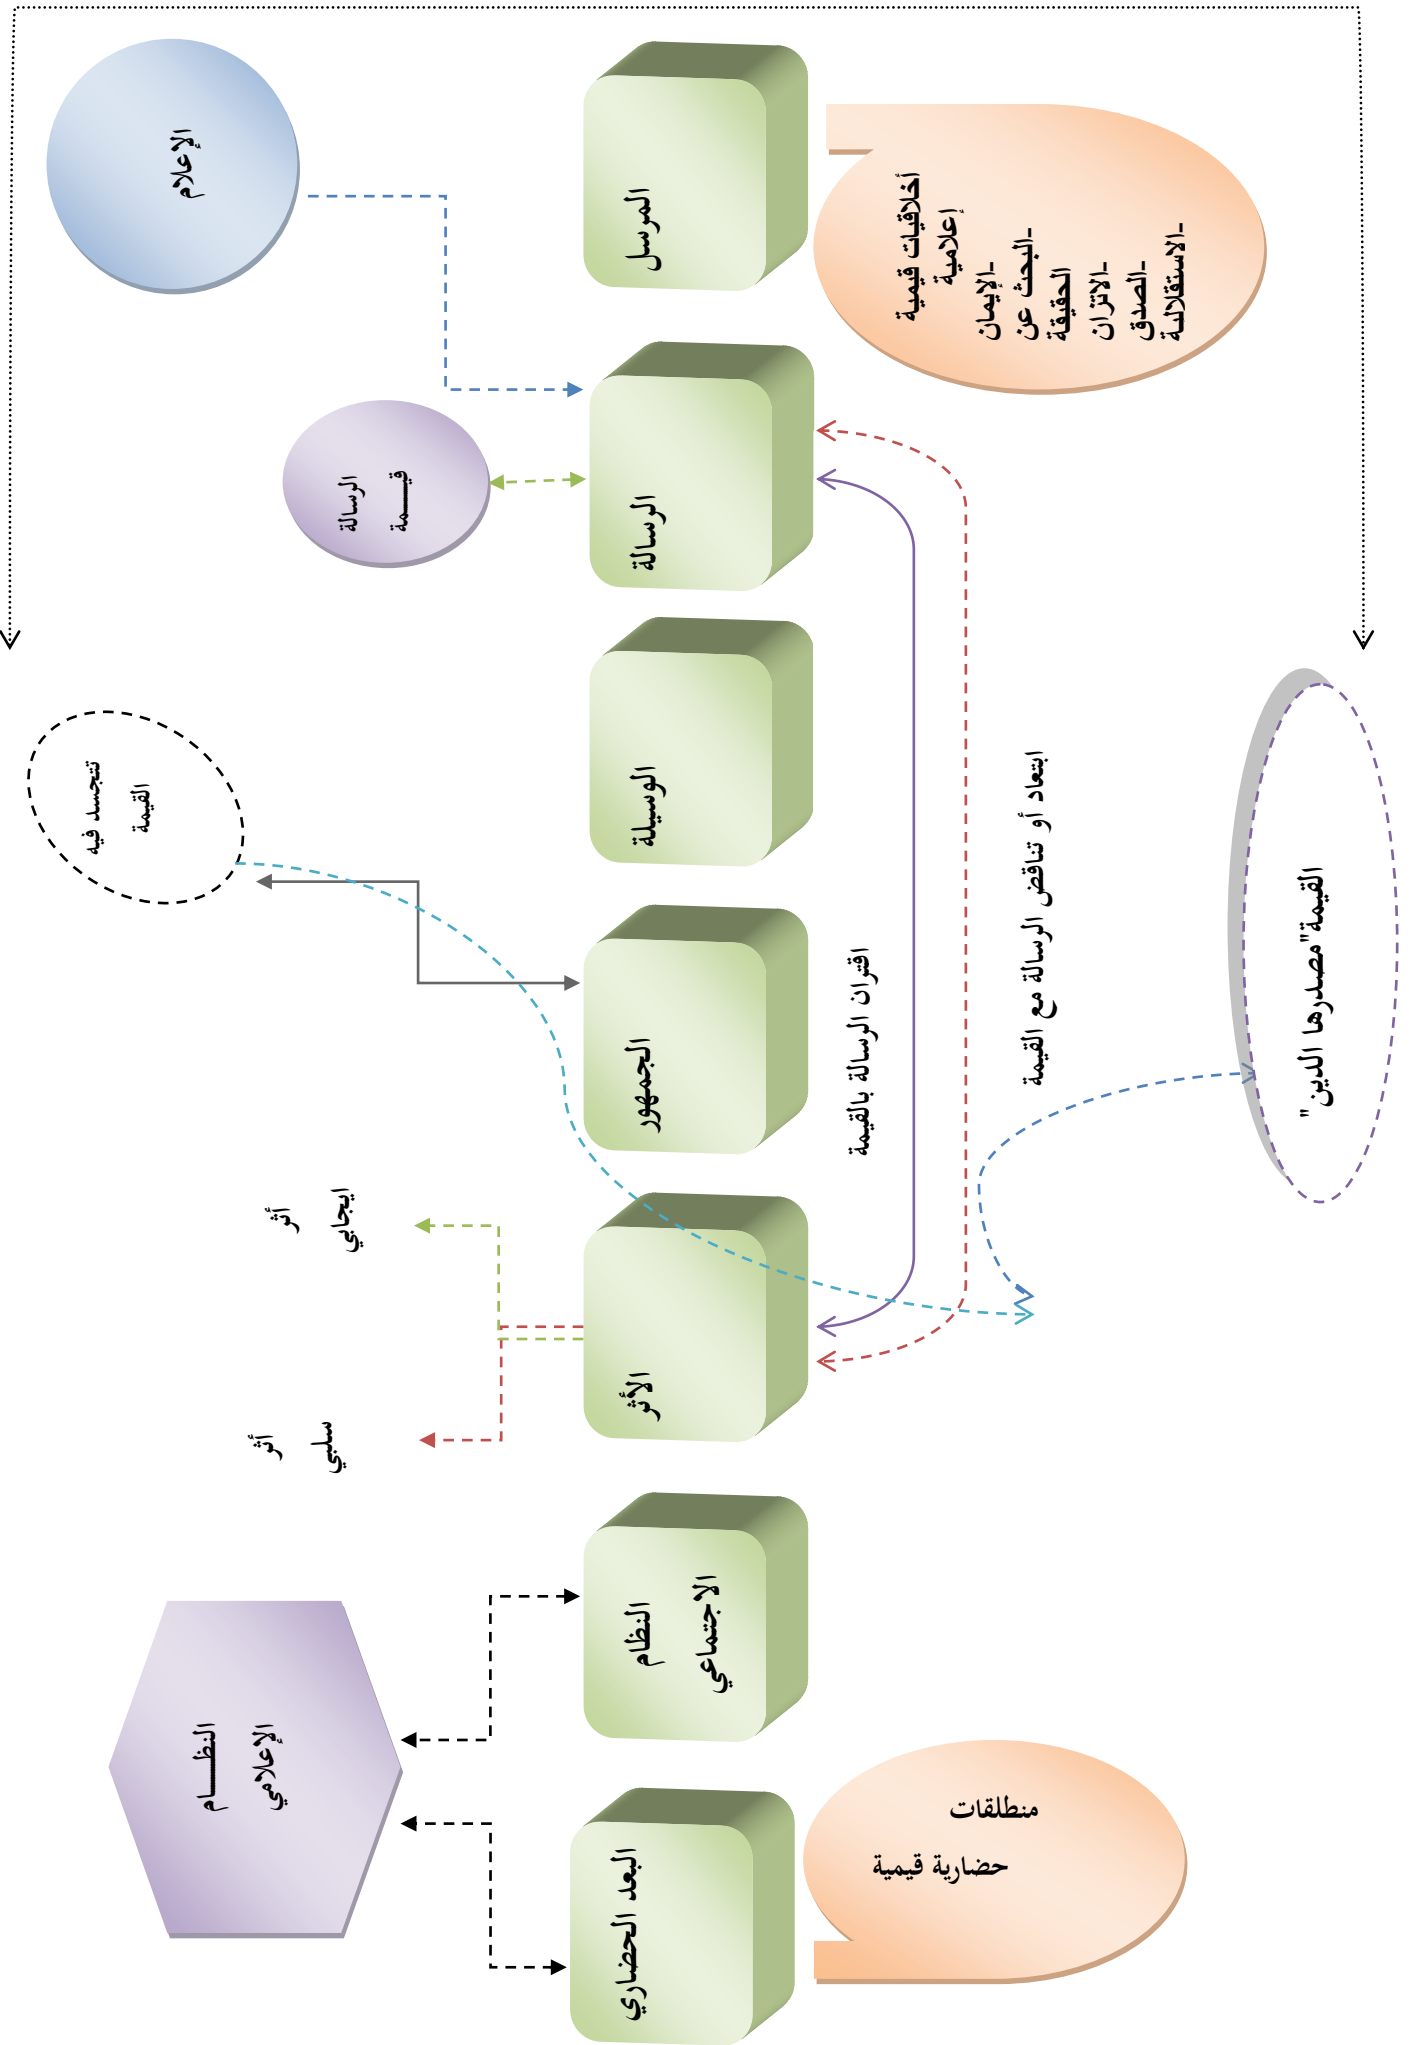 الإعلام
المرسل
أخلاقيات قيمية
إعلامية
-الإيمان
-البحث عن
الحقيقة
-الاتزان
-الصدق
-الاستقلالية
الرسالة
قيـــــمة
الرسالة
الوسيلة
تتجسد فيه
القيمة
الجمهور
اقتران الرسالة بالقيمة
ابتعاد أو تناقض الرسالة مع القيمة
القيمة"مصدرها الدين"
الأثر
أثر
ايجابي
أثر
سلبي
النظام
الاجتماعي
النظـــــام
الإعلامي
البعد الحضاري
منطلقات
حضارية قيمية